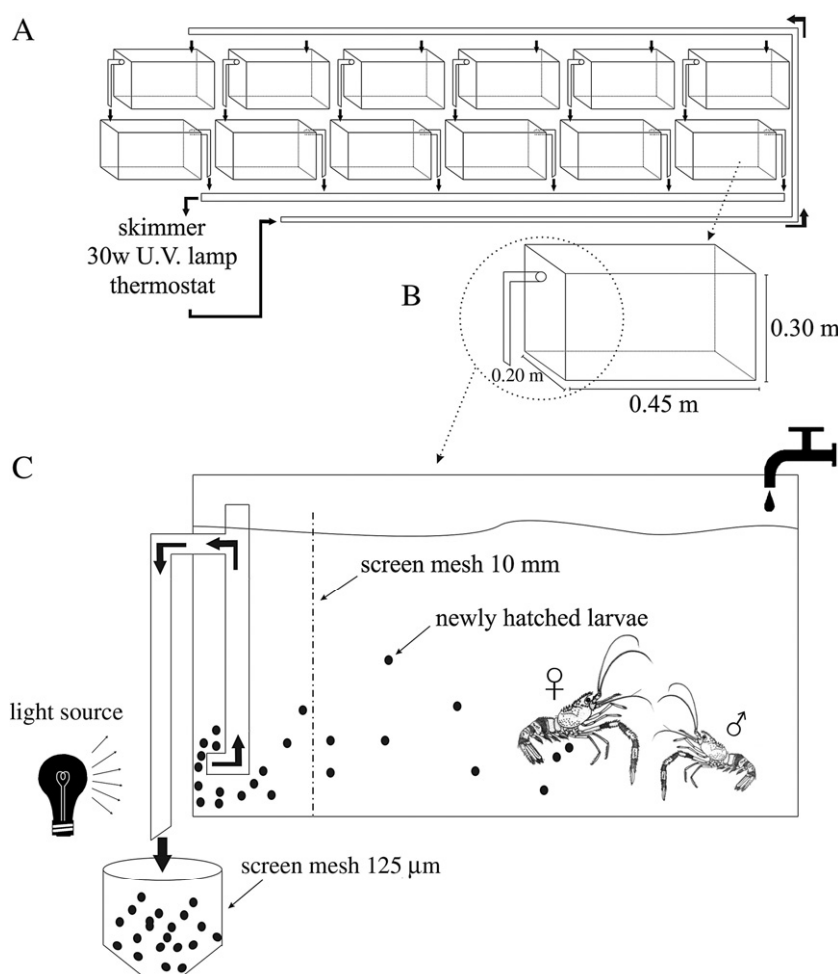 A
skimmer
30w U.V. lamp
thermostat
B
0.30 m
0.20 m
0.45 m
C
screen mesh 10 mm
newly hatched larvae
♀
♂
light source
screen mesh 125 μm